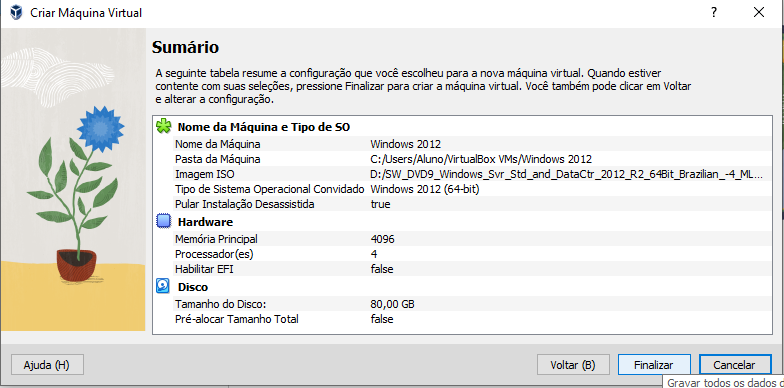 Criar Máquina Virtual
? ×
Sumário
A seguinte tabela resume a configuração que você escolheu para a nova máquina virtual. Quando estiver
contente com suas seleções, pressione Finalizar para criar a máquina virtual. Você também pode clicar em Voltar
e alterar a configuração.
Nome da Máquina e Tipo de SO
Nome da Máquina Windows 2012
Pasta da Máquina C:/Users/Aluno/VirtualBox VMs/Windows 2012
Imagem ISO D:/SW_DVD9_Windows_Svr_Std_and_DataCtr_2012_R2_64Bit_Brazilian_-4_ML...
Tipo de Sistema Operacional Convidado Windows 2012 (64-bit)
Pular Instalação Desassistida true
Hardware
Memória Principal 4096
Processador(es) 4
Habilitar EFI false
Disco
Tamanho do Disco: 80,00 GB
Pré-alocar Tamanho Total false
Ajuda (H) Voltar (B) Finalizar Cancelar
Gravar todos os dados